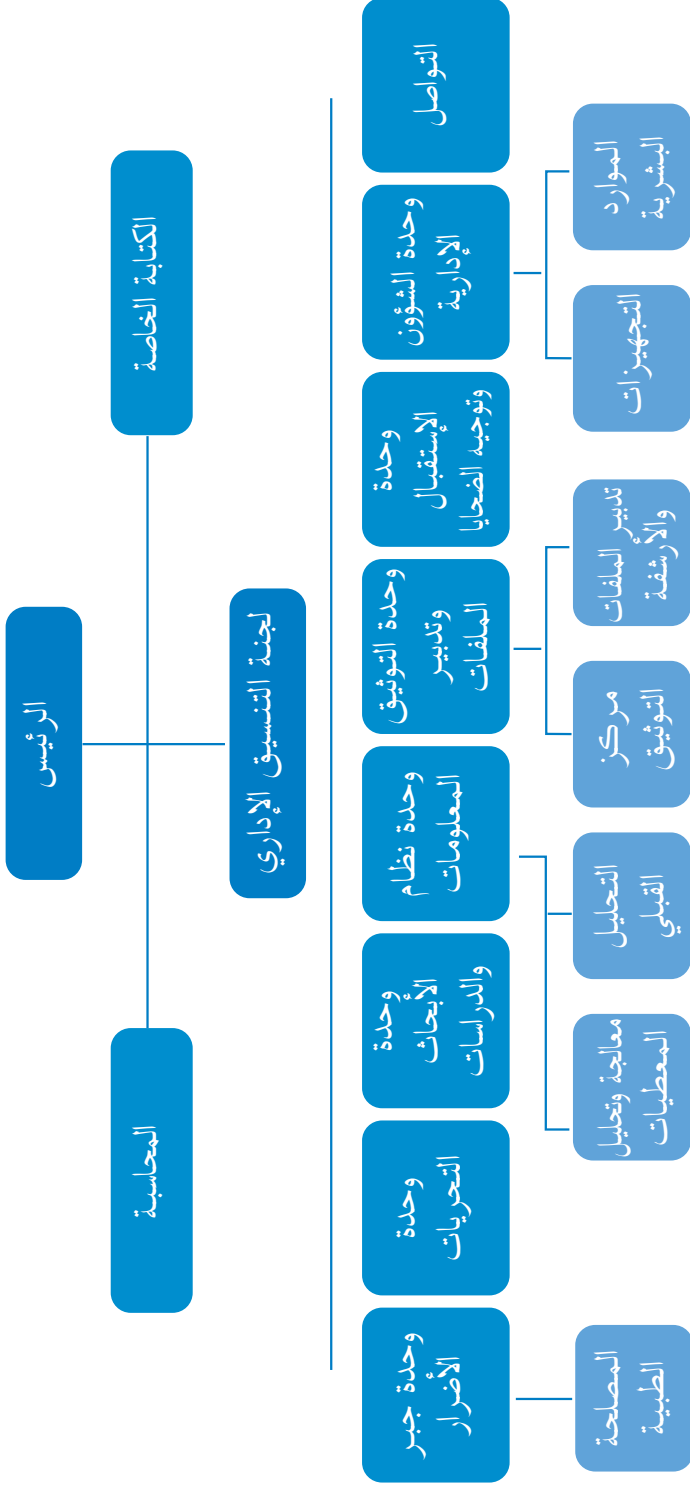 الرئيس
الكتابة الخاصة
المحاسبة
لجنة التنسيق الإداري
التواصل
وحدة الشؤون
الإدارية
وحدة
الإستقبال
وتوجيه الضحايا
وحدة التوثيق
وتدبير
الملفات
وحدة نظام
المعلومات
وحدة
الأبحاث
والدراسات
وحدة
التحريات
وحدة جبر
الأضرار
الموارد
البشرية
التجهيزات
تدبير الملفات
والأرشفة
مركز
التوثيق
التحليل
القبلي
معالجة وتحليل
المعطيات
المصلحة
الطبية